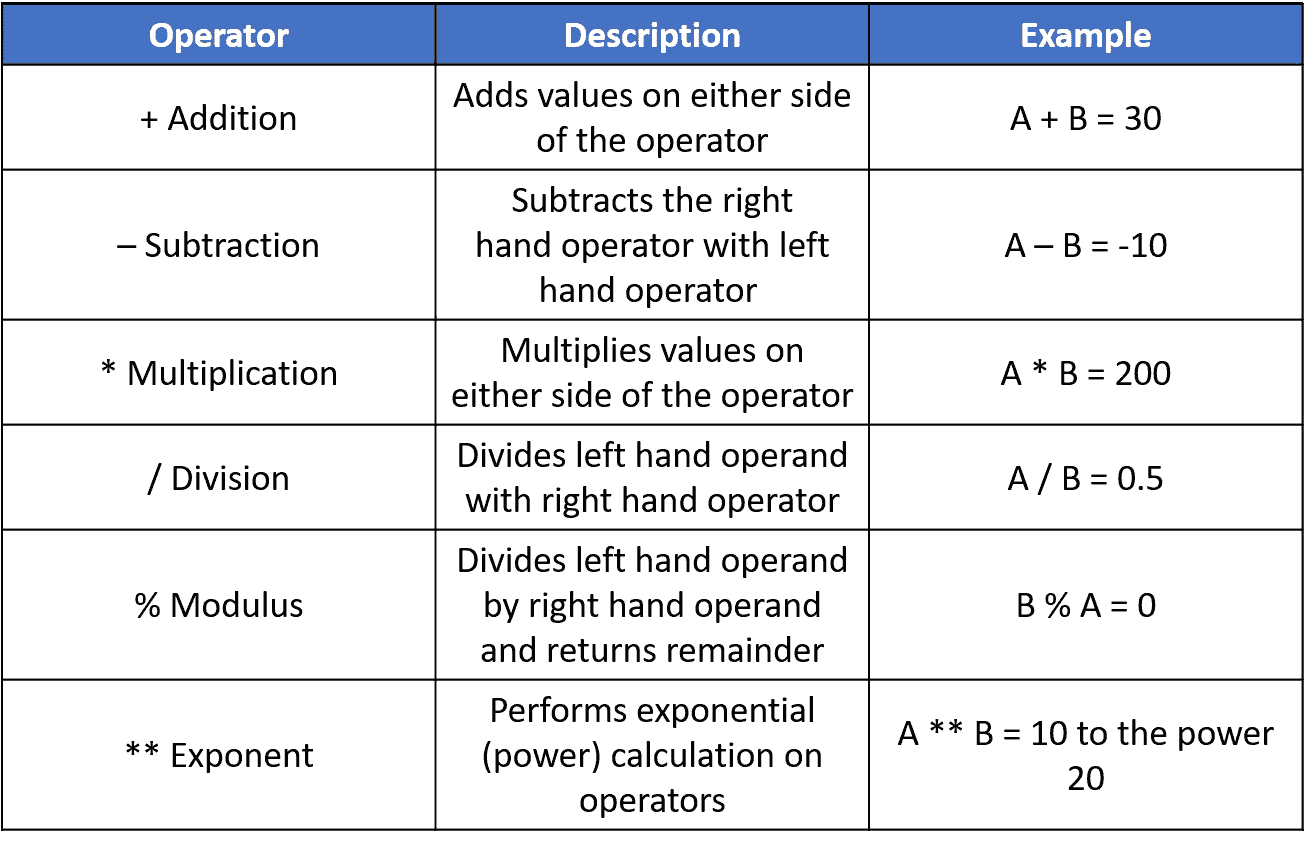 Operator Description Example
+ Addition
Adds values on either side
of the operator
A + B = 30
– Subtraction
Subtracts the right
hand operator with left
hand operator
A – B = -10
* Multiplication
Multiplies values on
either side of the operator
A * B = 200
/ Division
Divides left hand operand
with right hand operator
A / B = 0.5
% Modulus
Divides left hand operand
by right hand operand
and returns remainder
B % A = 0
** Exponent
Performs exponential
(power) calculation on
operators
A ** B = 10 to the power
20